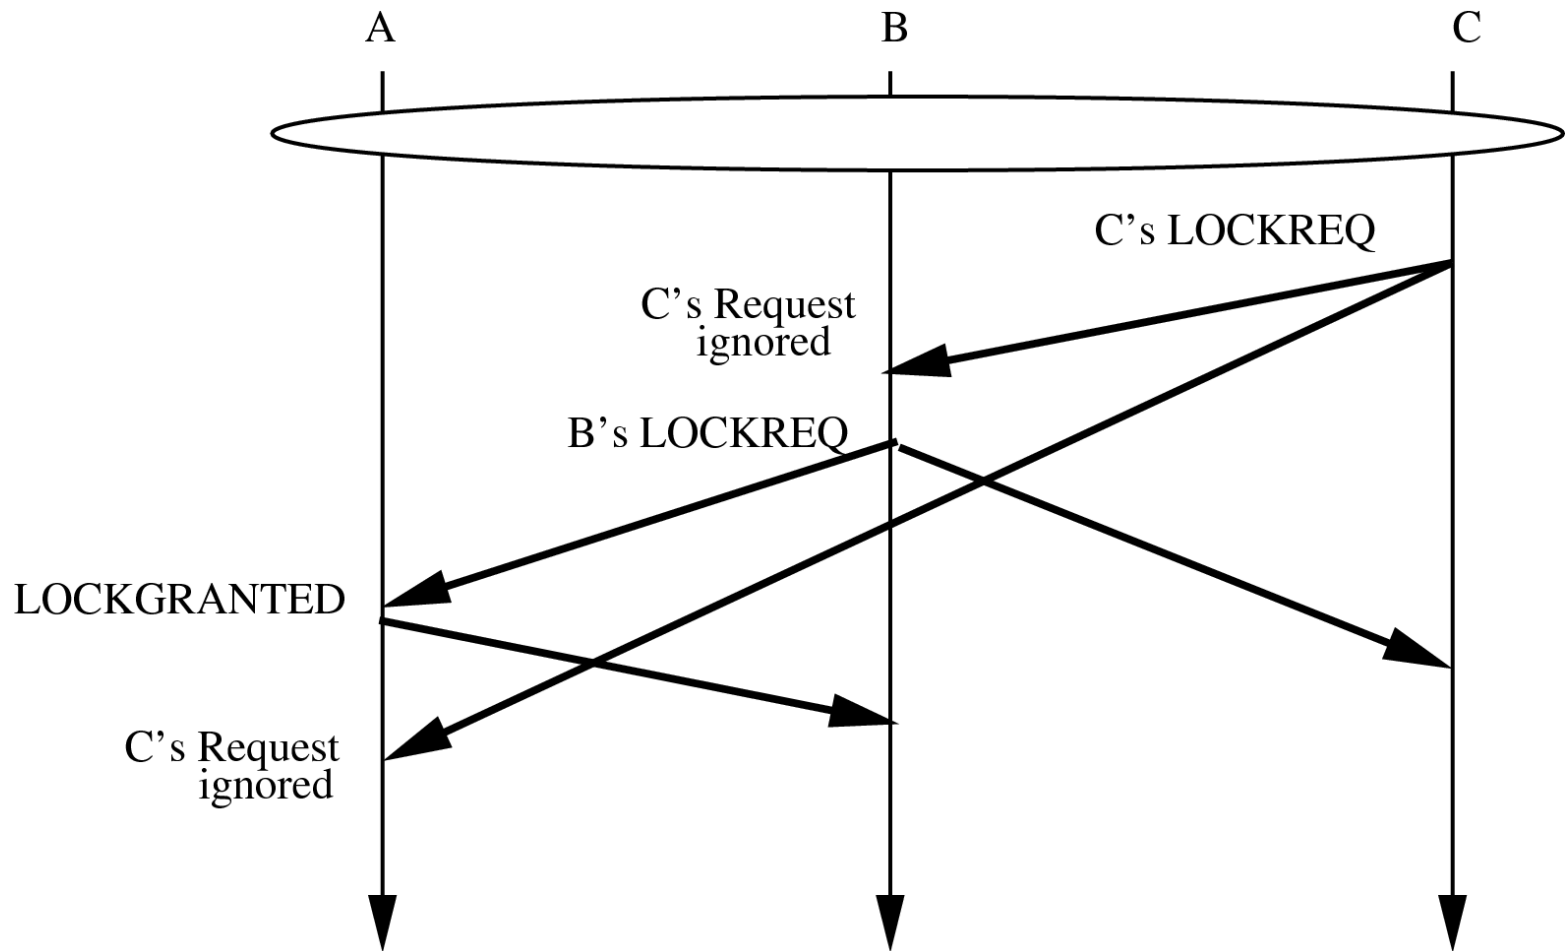 A
B
C
C's LOCKREQ
C's Request
ignored
B's LOCKREQ
LOCKGRANTED
C's Request
ignored